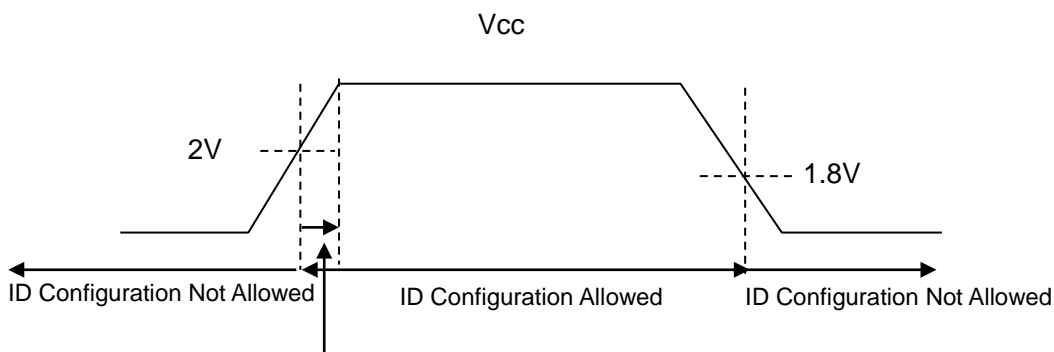 Vcc
2V
1.8V
ID Configuration Not Allowed
ID Configuration Allowed
ID Configuration Not Allowed